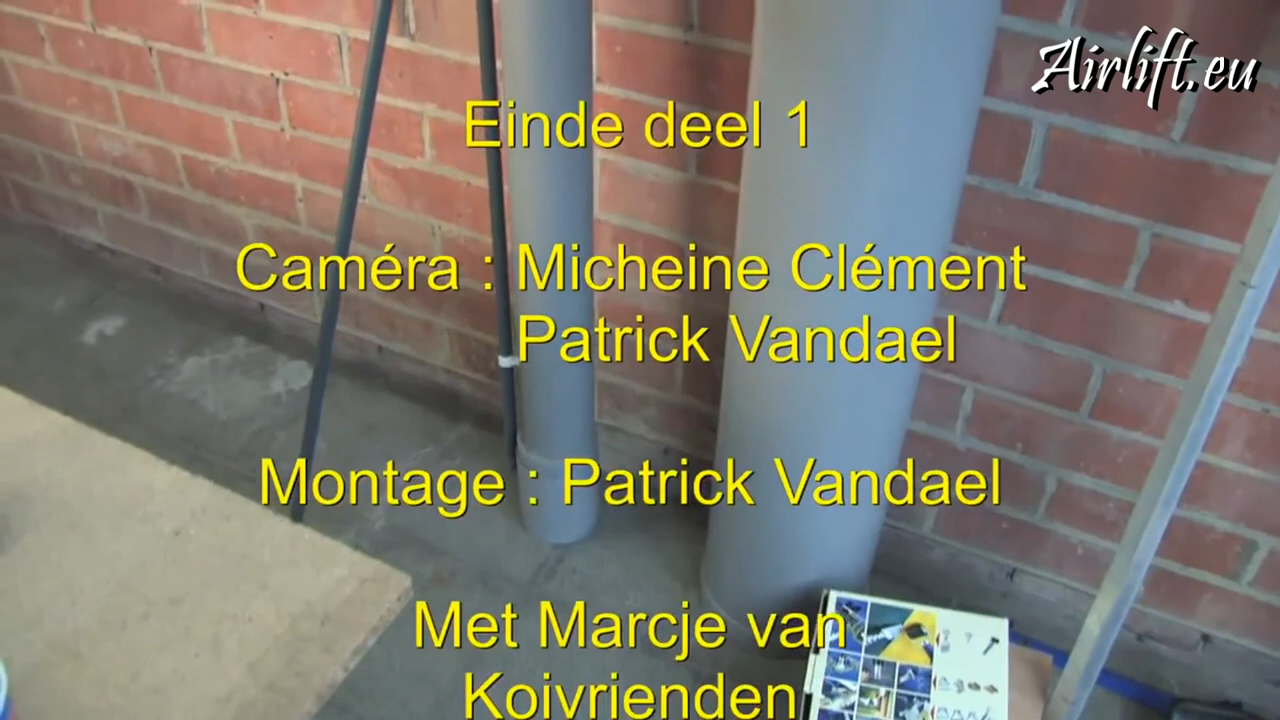 Airlift.eu
Einde deel 1
Caméra : Micheine Clément
Patrick Vandael
Montage : Patrick Vandael
Met Marcje van
Koivrienden